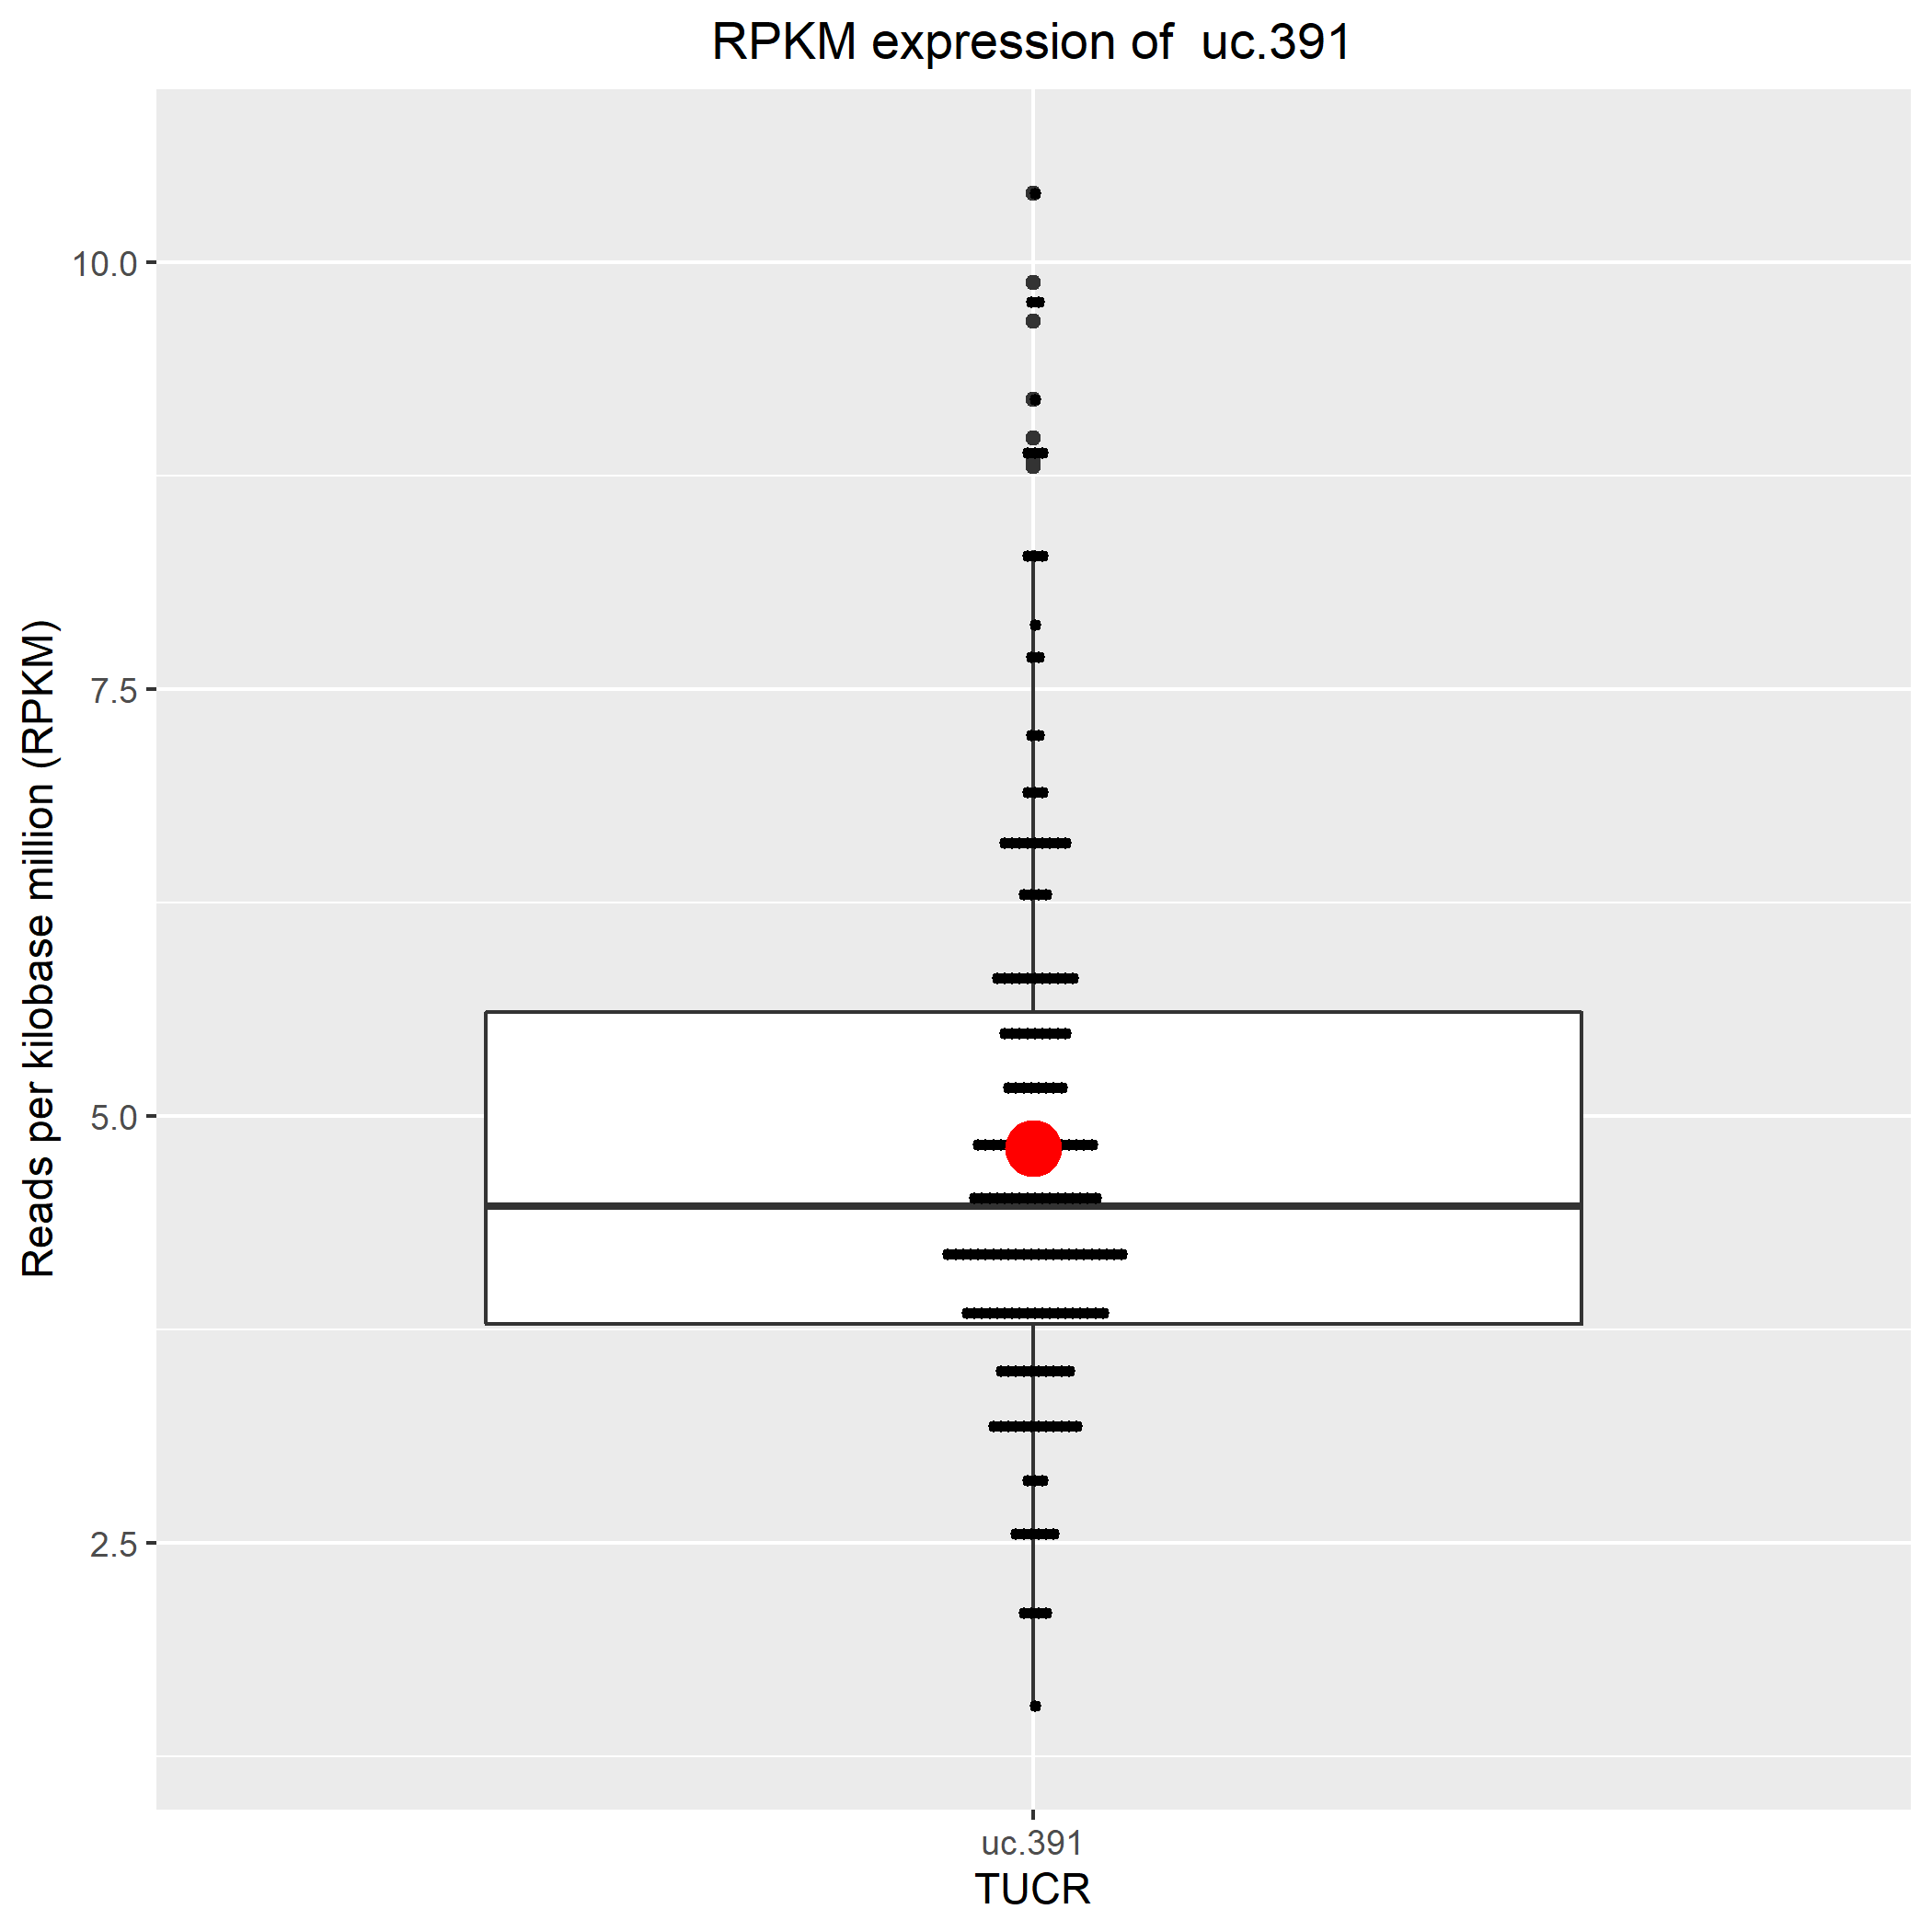 RPKM expression of  uc.391
Reads per kilobase million (RPKM)
10.0
7.5
5.0
2.5
uc.391
TUCR